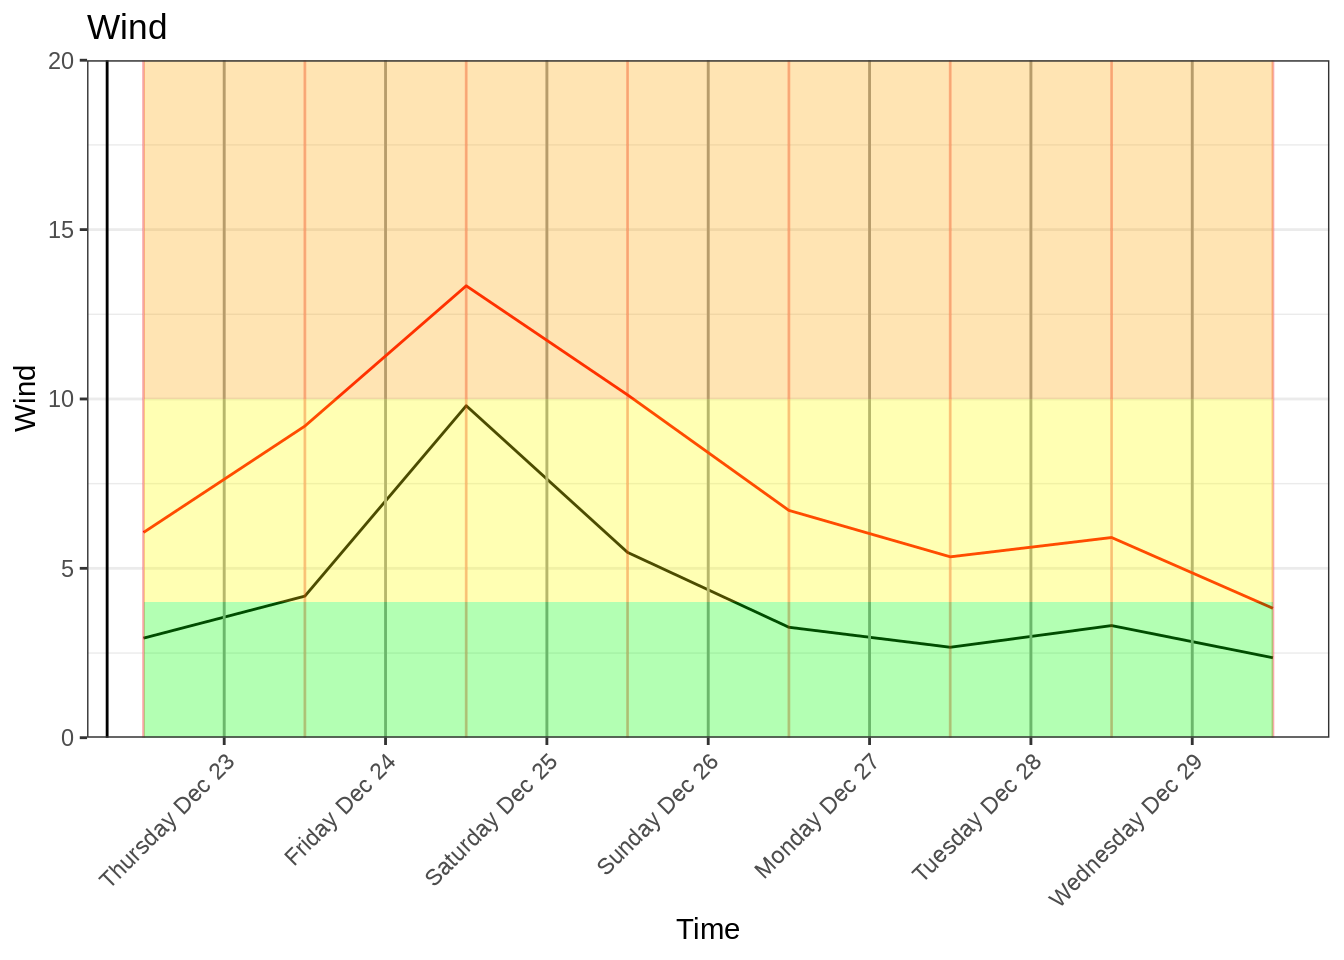 Wind
Wind
20
15
10
5
0
Thursday Dec 23
Friday Dec 24
Saturday Dec 25
Sunday Dec 26
Monday Dec 27
Tuesday Dec 28
Wednesday Dec 29
Time